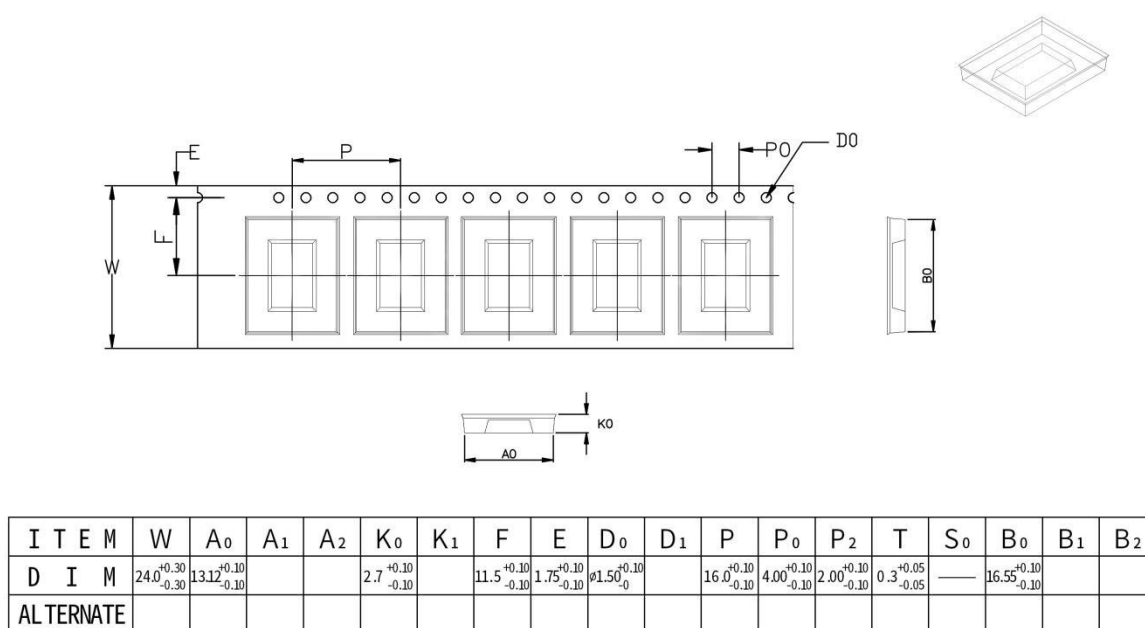 E
P
P0
D0
F
W
B0
K0
A0
I T E M W A0 A1 A2 K0 K1 F E D0 D1 P P0 P2 T S0 B0 B1 B2
D I M 24.0 +0.30 -0.30 13.12 +0.10 -0.10 2.7 +0.10 -0.10 11.5 +0.10 -0.10 1.75 +0.10 -0.10 ø1.50 +0.10 -0 16.0 +0.10 -0.10 4.00 +0.10 -0.10 2.00 +0.10 -0.10 0.3 +0.05 -0.05 — 16.55 +0.10 -0.10
ALTERNATE